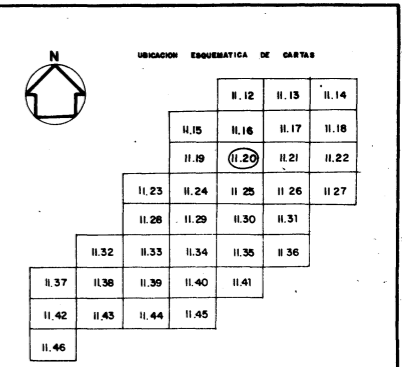 N
UBICACION ESQUEMATICA DE CARTAS
II.12 II.13 II.14
II.15 II.16 II.17 II.18
II.19 II.20 II.21 II.22
II.23 II.24 II 25 II 26 II 27
II.28 II.29 II.30 II.31
II.32 II.33 II.34 II.35 II 36
II.37 II.38 II.39 II.40 II.41
II.42 II.43 II.44 II.45
II.46